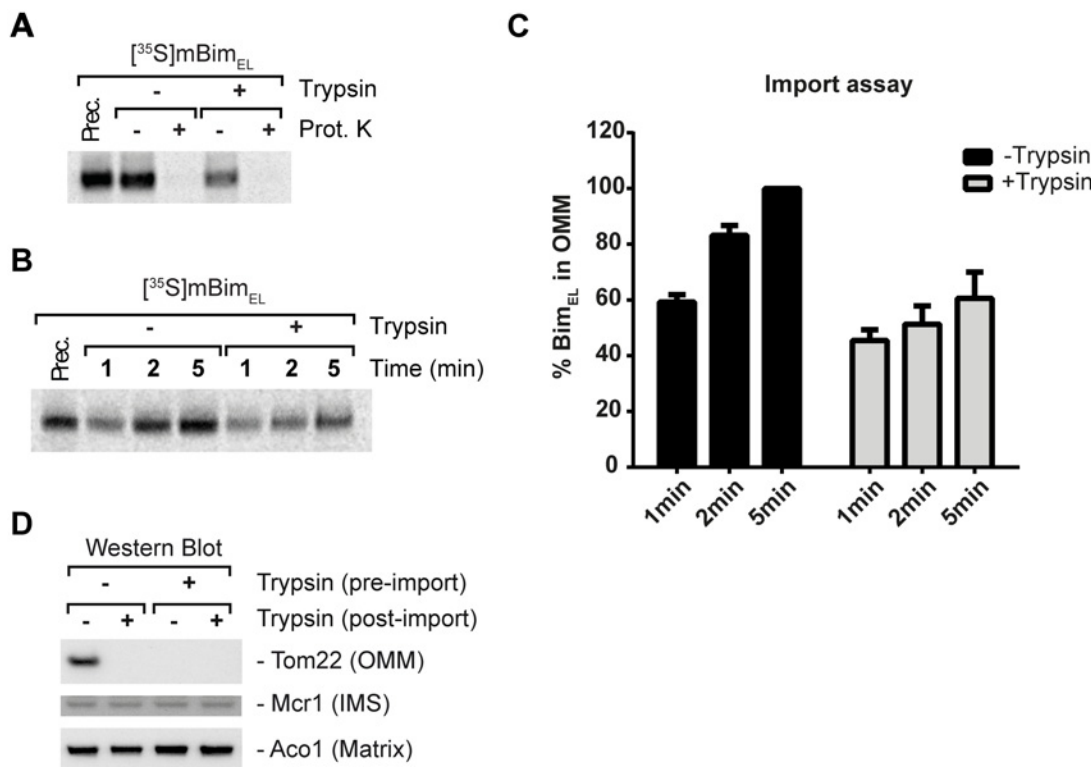 A
[³⁵S]mBimEL
- + Trypsin
Prec. - + - + Prot. K
B
[³⁵S]mBimEL
- + Trypsin
Prec. 1 2 5 1 2 5 Time (min)
C
Import assay
-Trypsin
+Trypsin
% BimEL in OMM
120
100
80
60
40
20
0
1min 2min 5min 1min 2min 5min
D
Western Blot
- + Trypsin (pre-import)
- + - + Trypsin (post-import)
- Tom22 (OMM)
- Mcr1 (IMS)
- Aco1 (Matrix)